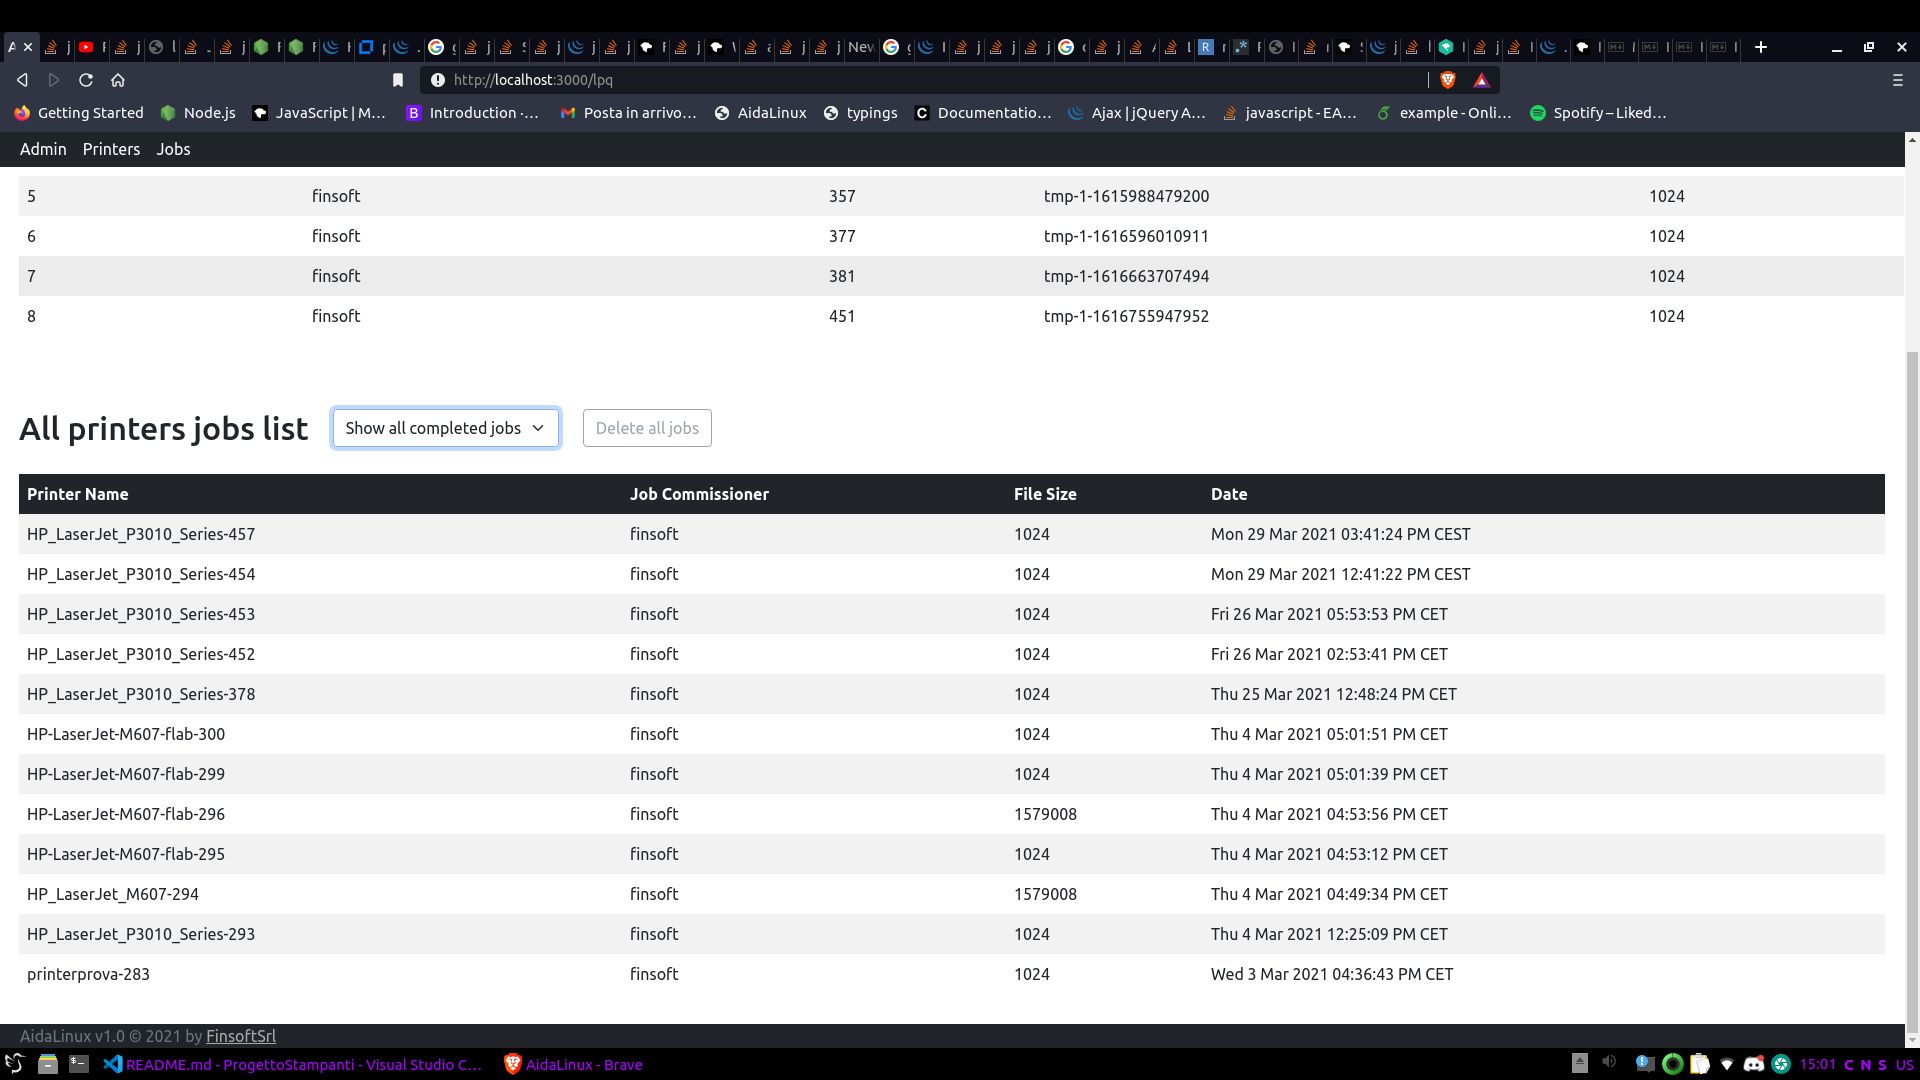 http://localhost:3000/lpq
Getting Started Node.js JavaScript | M... Introduction -... Posta in arrivo... AidaLinux typings Documentatio... Ajax | jQuery A... javascript - EA... example - Onli... Spotify – Liked...
Admin Printers Jobs
5 finsoft 357 tmp-1-1615988479200 1024
6 finsoft 377 tmp-1-1616596010911 1024
7 finsoft 381 tmp-1-1616663707494 1024
8 finsoft 451 tmp-1-1616755947952 1024
All printers jobs list Show all completed jobs Delete all jobs
Printer Name Job Commissioner File Size Date
HP_LaserJet_P3010_Series-457 finsoft 1024 Mon 29 Mar 2021 03:41:24 PM CEST
HP_LaserJet_P3010_Series-454 finsoft 1024 Mon 29 Mar 2021 12:41:22 PM CEST
HP_LaserJet_P3010_Series-453 finsoft 1024 Fri 26 Mar 2021 05:53:53 PM CET
HP_LaserJet_P3010_Series-452 finsoft 1024 Fri 26 Mar 2021 02:53:41 PM CET
HP_LaserJet_P3010_Series-378 finsoft 1024 Thu 25 Mar 2021 12:48:24 PM CET
HP-LaserJet-M607-flab-300 finsoft 1024 Thu 4 Mar 2021 05:01:51 PM CET
HP-LaserJet-M607-flab-299 finsoft 1024 Thu 4 Mar 2021 05:01:39 PM CET
HP-LaserJet-M607-flab-296 finsoft 1579008 Thu 4 Mar 2021 04:53:56 PM CET
HP-LaserJet-M607-flab-295 finsoft 1024 Thu 4 Mar 2021 04:53:12 PM CET
HP_LaserJet_M607-294 finsoft 1579008 Thu 4 Mar 2021 04:49:34 PM CET
HP_LaserJet_P3010_Series-293 finsoft 1024 Thu 4 Mar 2021 12:25:09 PM CET
printerprova-283 finsoft 1024 Wed 3 Mar 2021 04:36:43 PM CET
AidaLinux v1.0 © 2021 by FinsoftSrl
README.md - ProgettoStampanti - Visual Studio C... AidaLinux - Brave 15:01 C N S US